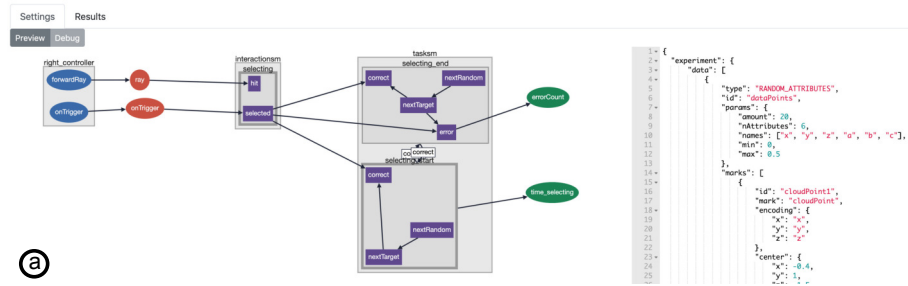 Settings Results
Preview Debug
right_controller
forwardRay
ray
onTrigger
onTrigger
interactionsm
selecting
hit
selected
tasksm
selecting_end
correct
nextRandom
nextTarget
error
errorCount
correct
correct
nextRandom
nextTarget
time_selecting
a
1 {
2 "experiment": {
3 "data": [
4 {
5 "type": "RANDOM_ATTRIBUTES",
6 "id": "dataPoints",
7 "params": {
8 "amount": 20,
9 "nAttributes": 6,
10 "names": ["x", "y", "z", "a", "b", "c"],
11 "min": 0,
12 "max": 0.5
13 },
14 "marks": [
15 {
16 "id": "cloudPoint1",
17 "mark": "cloudPoint",
18 "encoding": {
19 "x": "x",
20 "y": "y",
21 "z": "z"
22 },
23 "center": {
24 "x": -0.4,
25 "y": 1,